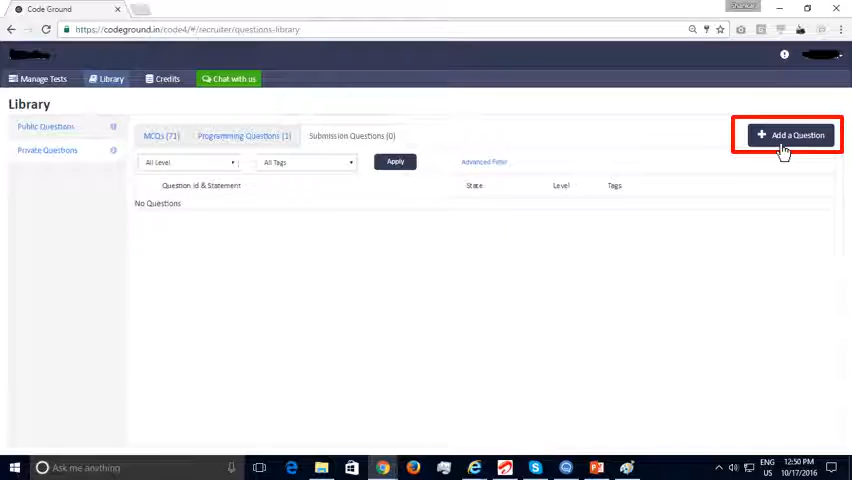 Code Ground
Shankar
https://codeground.in/code4/#/recruiter/questions-library
Manage Tests
Library
Credits
Chat with us
Library
Public Questions
Private Questions
MCQs (71)
Programming Questions (1)
Submission Questions (0)
Add a Question
All Level
All Tags
Apply
Advanced Filter
Question Id & Statement
State
Level
Tags
No Questions
Ask me anything
ENG
US
12:50 PM
10/17/2016